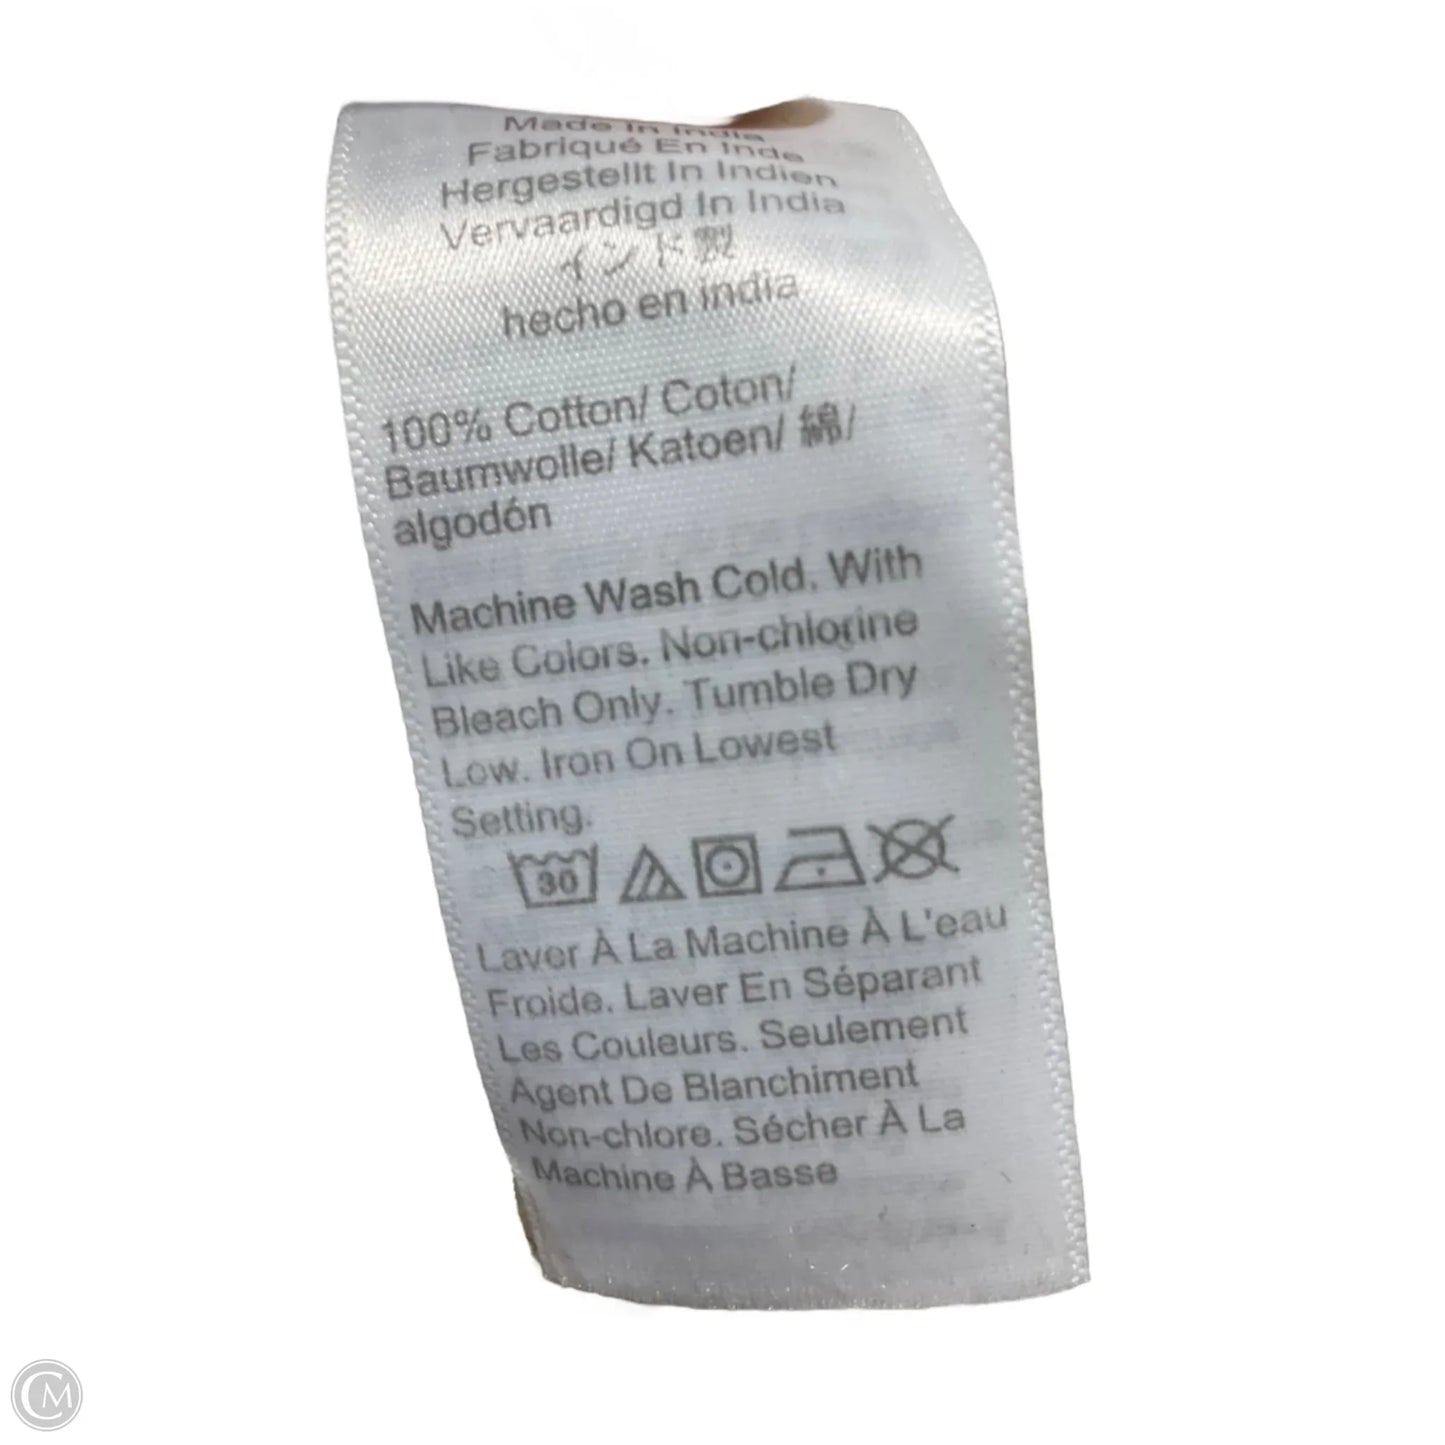 Made In India
Fabriqué En Inde
Hergestellt In Indien
Vervaardigd In India
インド製
hecho en india
100% Cotton/ Coton/
Baumwolle/ Katoen/ 綿/
algodón
Machine Wash Cold. With
Like Colors. Non-chlorine
Bleach Only. Tumble Dry
Low. Iron On Lowest
Setting.
30
Laver À La Machine À L'eau
Froide. Laver En Séparant
Les Couleurs. Seulement
Agent De Blanchiment
Non-chlore. Sécher À La
Machine À Basse
CM